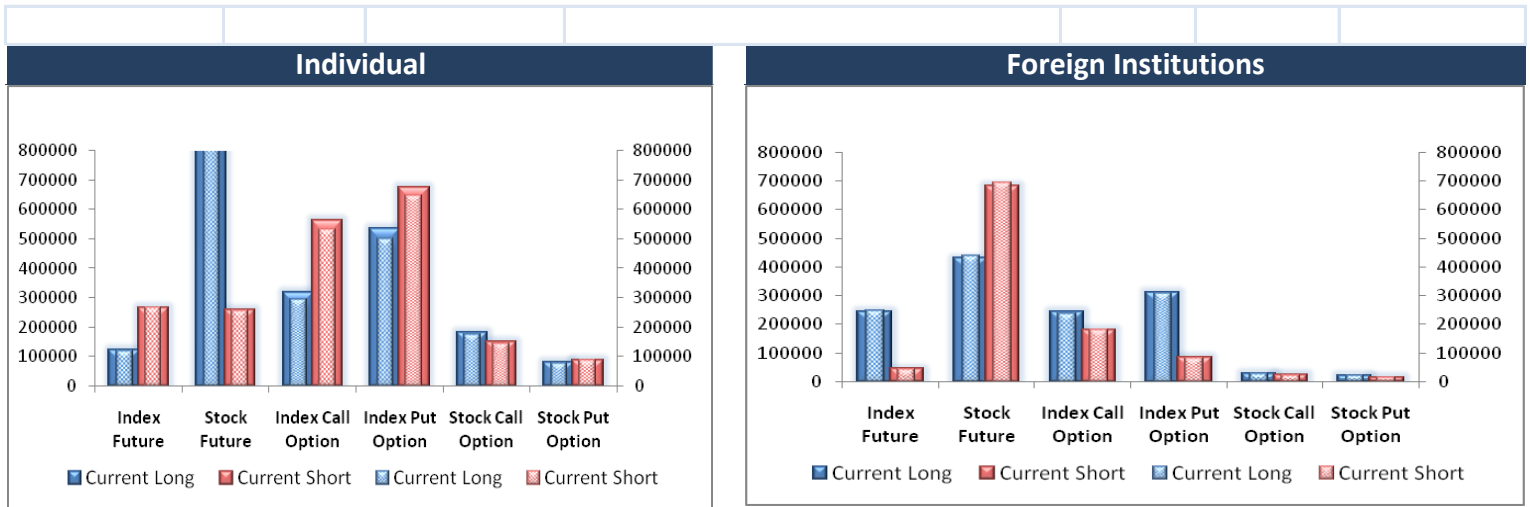 Individual
800000
700000
600000
500000
400000
300000
200000
100000
0
800000
700000
600000
500000
400000
300000
200000
100000
0
Index Future
Stock Future
Index Call Option
Index Put Option
Stock Call Option
Stock Put Option
Current Long Current Short Current Long Current Short
Foreign Institutions
800000
700000
600000
500000
400000
300000
200000
100000
0
800000
700000
600000
500000
400000
300000
200000
100000
0
Index Future
Stock Future
Index Call Option
Index Put Option
Stock Call Option
Stock Put Option
Current Long Current Short Current Long Current Short